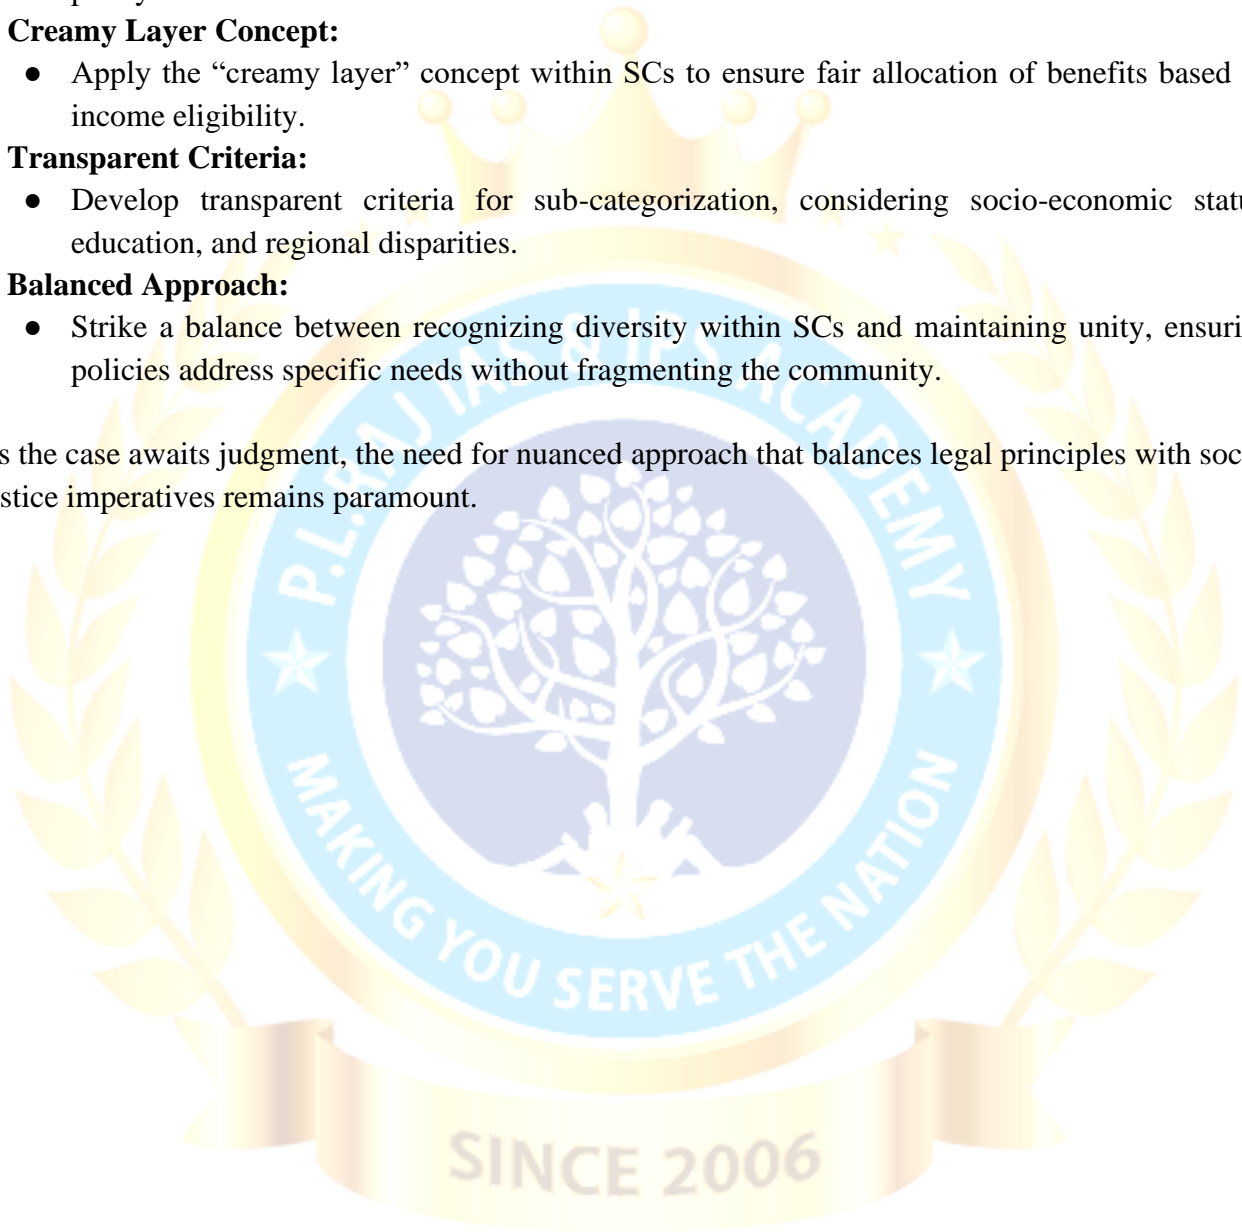 Creamy Layer Concept:
● Apply the “creamy layer” concept within SCs to ensure fair allocation of benefits based
income eligibility.
Transparent Criteria:
● Develop transparent criteria for sub-categorization, considering socio-economic statu
education, and regional disparities.
Balanced Approach:
● Strike a balance between recognizing diversity within SCs and maintaining unity, ensuri
policies address specific needs without fragmenting the community.
s the case awaits judgment, the need for nuanced approach that balances legal principles with soc
stice imperatives remains paramount.
P.L.RAJ IAS & IPS ACADEMY
MAKING YOU SERVE THE NATION
SINCE 2006